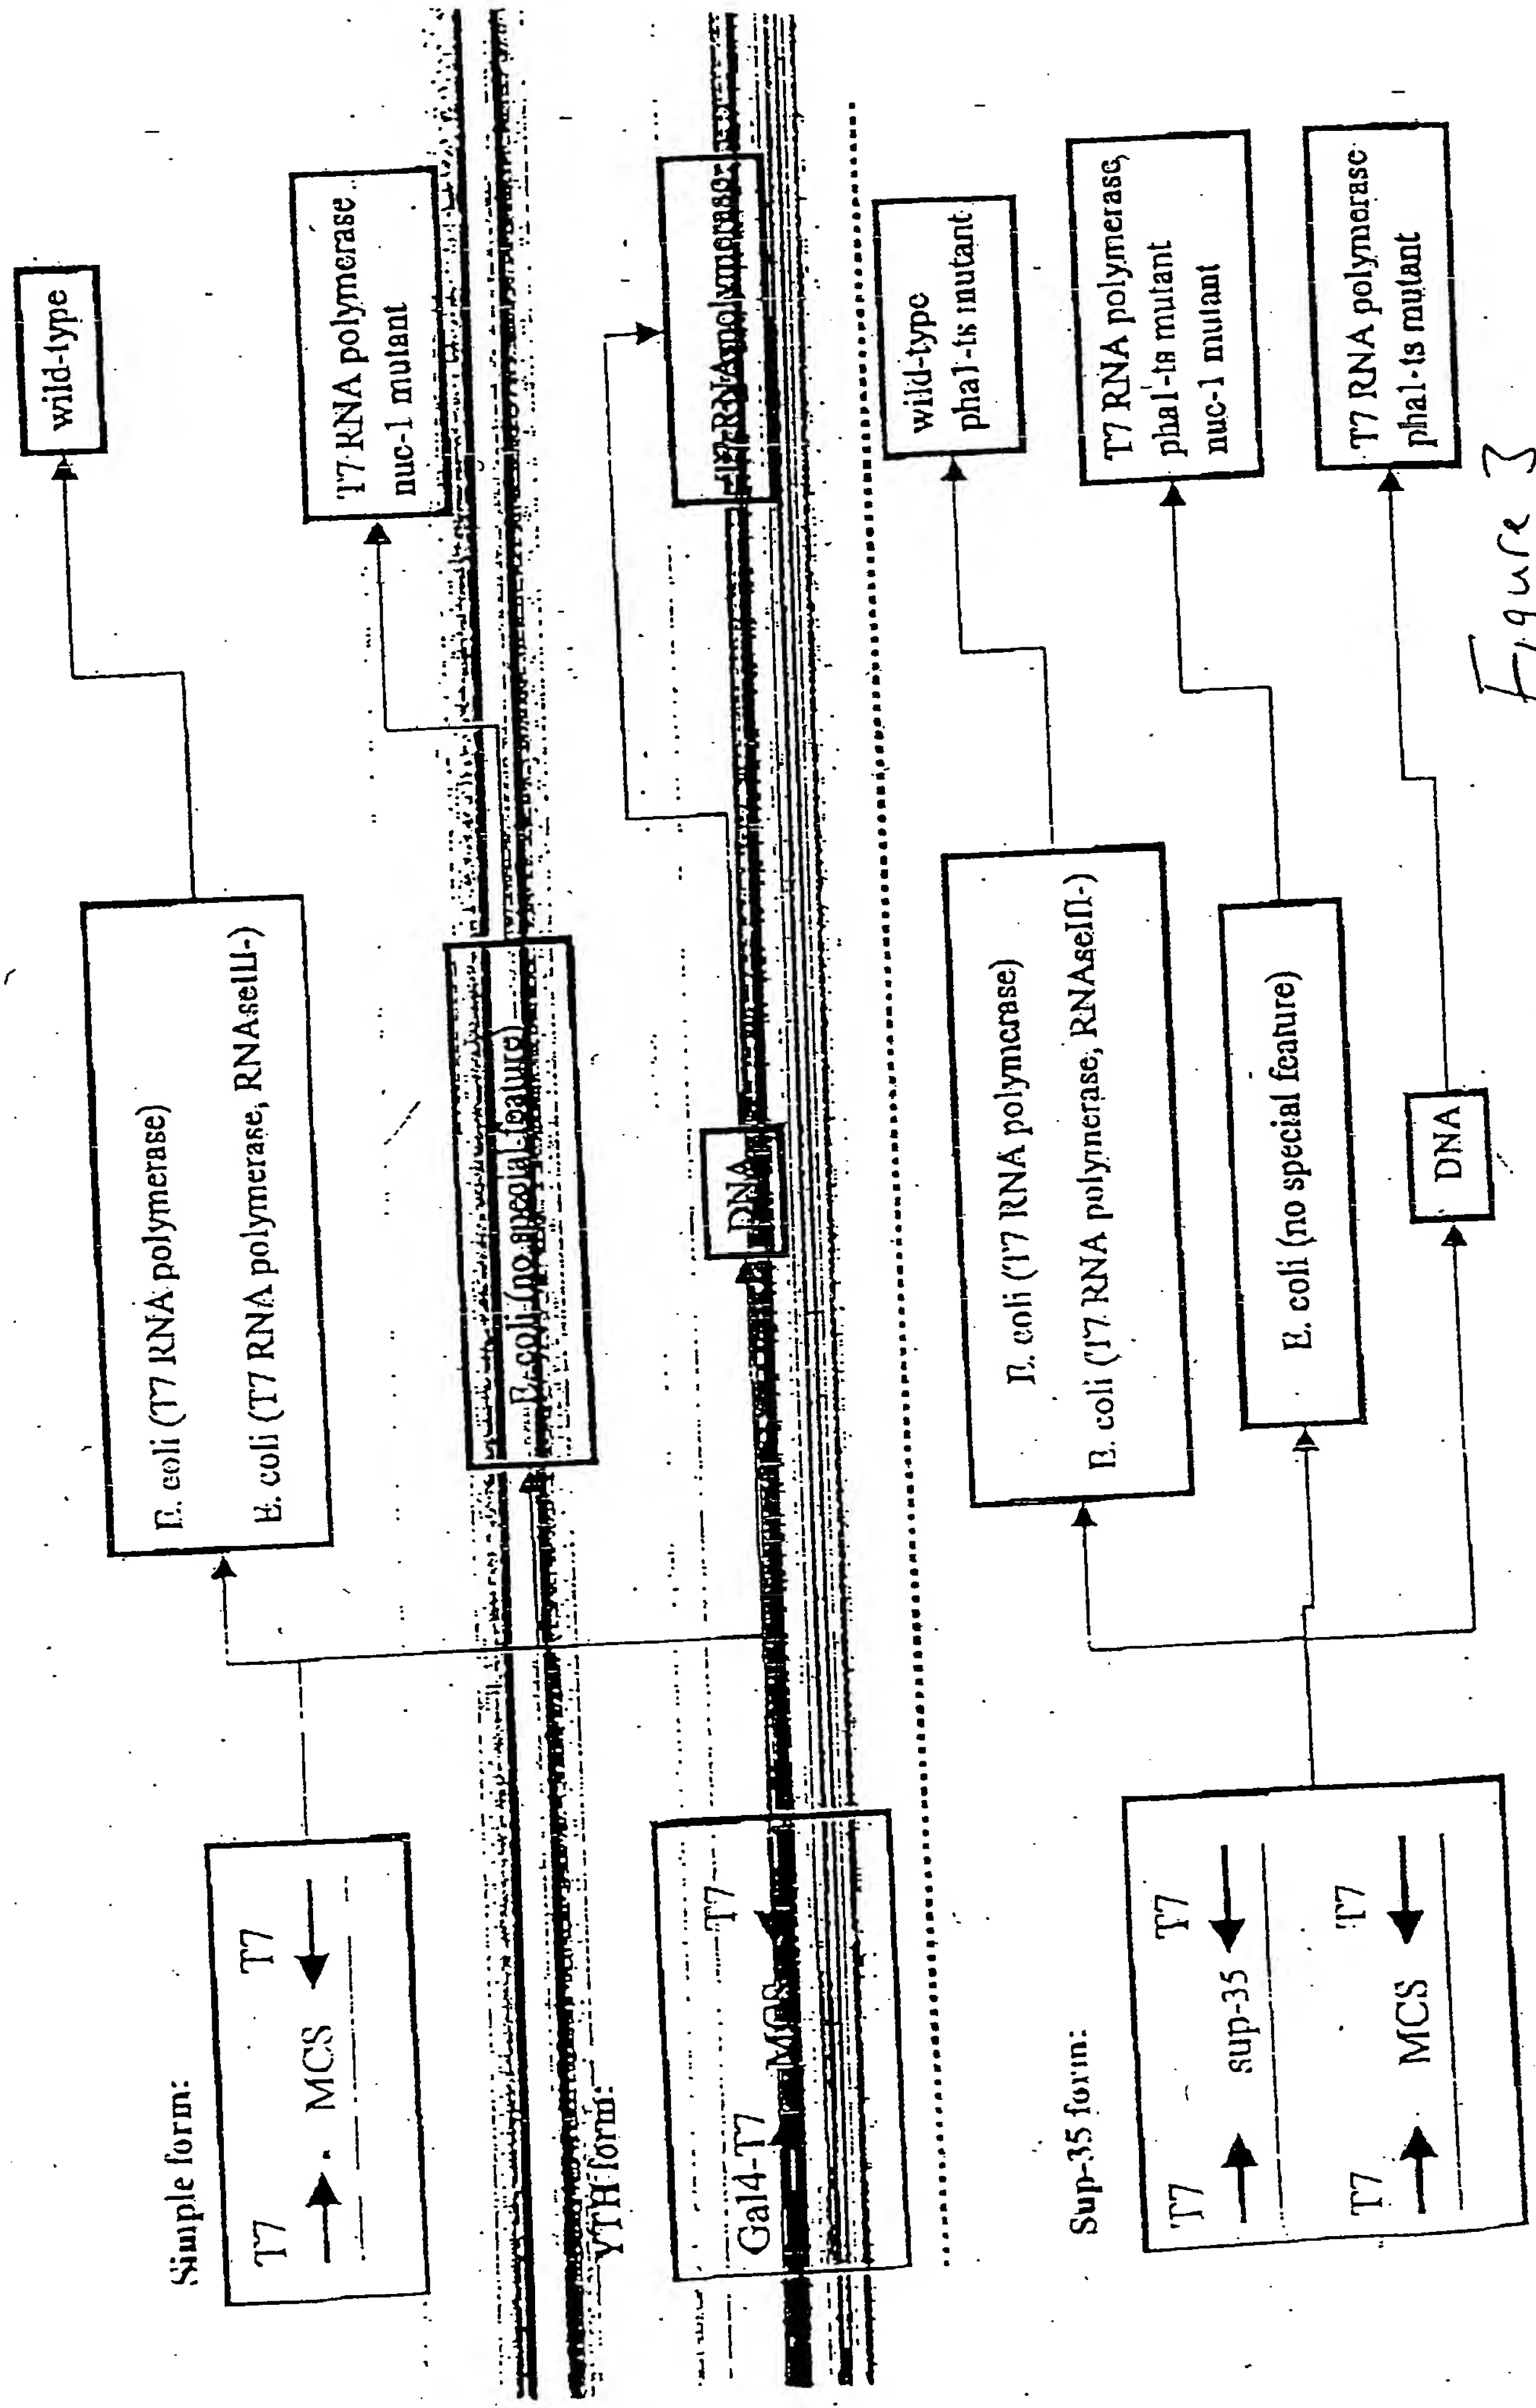 Simple form:
T7 T7
MCS
E. coli (T7 RNA polymerase)
E. coli (T7 RNA polymerase, RNAseIII-)
wild-type
E. coli (no special feature)
T7 RNA polymerase
nuc-1 mutant
YTH form:
Gal4-T7 T7
MCS
DNA
T7 RNA polymerase
Sup-35 form:
T7 T7
sup-35
T7 T7
MCS
E. coli (T7 RNA polymerase)
E. coli (T7 RNA polymerase, RNAseIII-)
wild-type
pha1-ts mutant
E. coli (no special feature)
T7 RNA polymerase,
pha1-ts mutant
nuc-1 mutant
DNA
T7 RNA polymerase
pha1-ts mutant
Figure 3